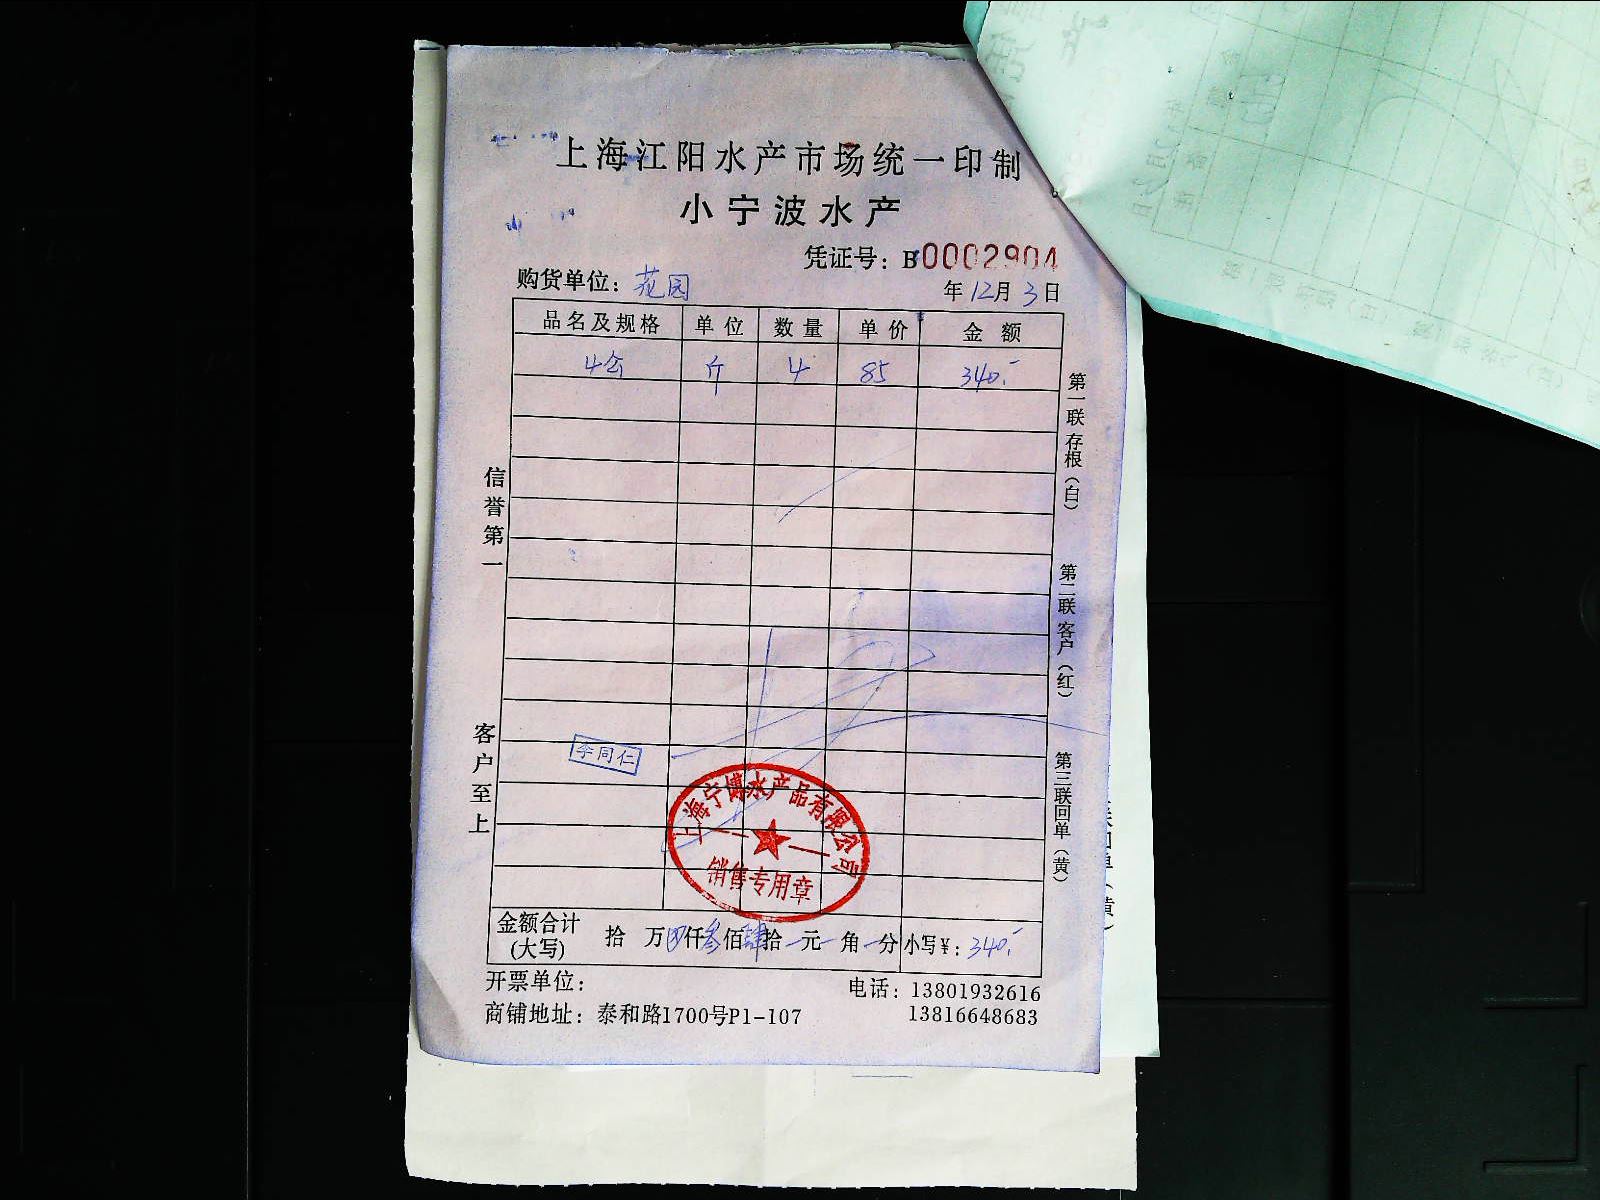 上海江阳水产市场统一印制
小宁波水产
凭证号：B0002904
购货单位：花园
年12月3日
品名及规格 单位 数量 单价 金额
4公 斤 4 85 340.-
信誉第一
客户至上
第一联存根（白）
第二联客户（红）
第三联回单（黄）
李同仁
上海宁博水产品有限公司
销售专用章
金额合计（大写） 拾 万 仟叁佰肆拾 元 角 分 小写￥：340.-
开票单位：
电话：13801932616
商铺地址：泰和路1700号P1-107
13816648683